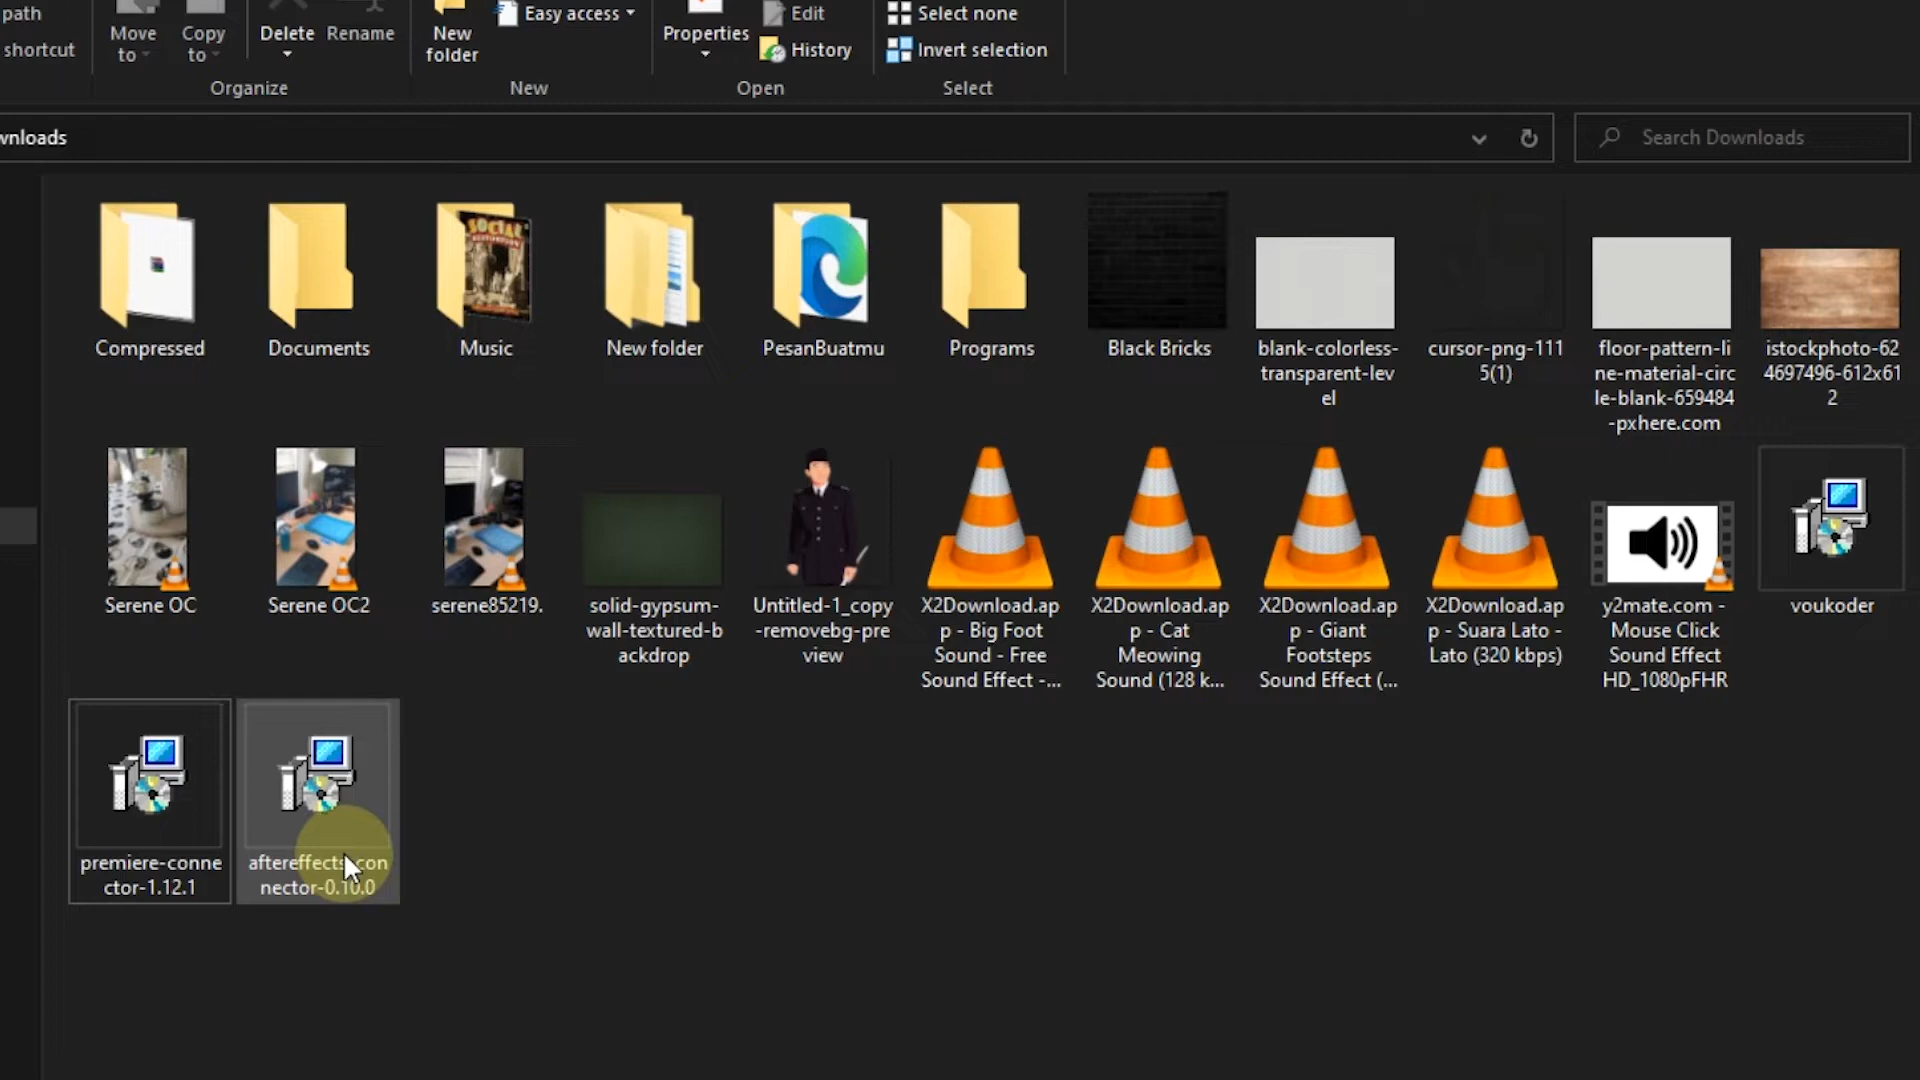 path
shortcut
Move
to
Copy
to
Delete
Rename
Organize
New
folder
Easy access
New
Properties
Edit
History
Open
Select none
Invert selection
Select
wnloads
Search Downloads
Compressed
Documents
SOCIAL
Music
New folder
PesanBuatmu
Programs
Black Bricks
blank-colorless-
transparent-lev
el
cursor-png-111
5(1)
floor-pattern-li
ne-material-circ
le-blank-659484
-pxhere.com
istockphoto-62
4697496-612x61
2
Serene OC
Serene OC2
serene85219.
solid-gypsum-
wall-textured-b
ackdrop
Untitled-1_copy
-removebg-pre
view
X2Download.ap
p - Big Foot
Sound - Free
Sound Effect -...
X2Download.ap
p - Cat
Meowing
Sound (128 k...
X2Download.ap
p - Giant
Footsteps
Sound Effect (...
X2Download.ap
p - Suara Lato -
Lato (320 kbps)
y2mate.com -
Mouse Click
Sound Effect
HD_1080pFHR
voukoder
premiere-conne
ctor-1.12.1
aftereffects-con
nector-0.10.0